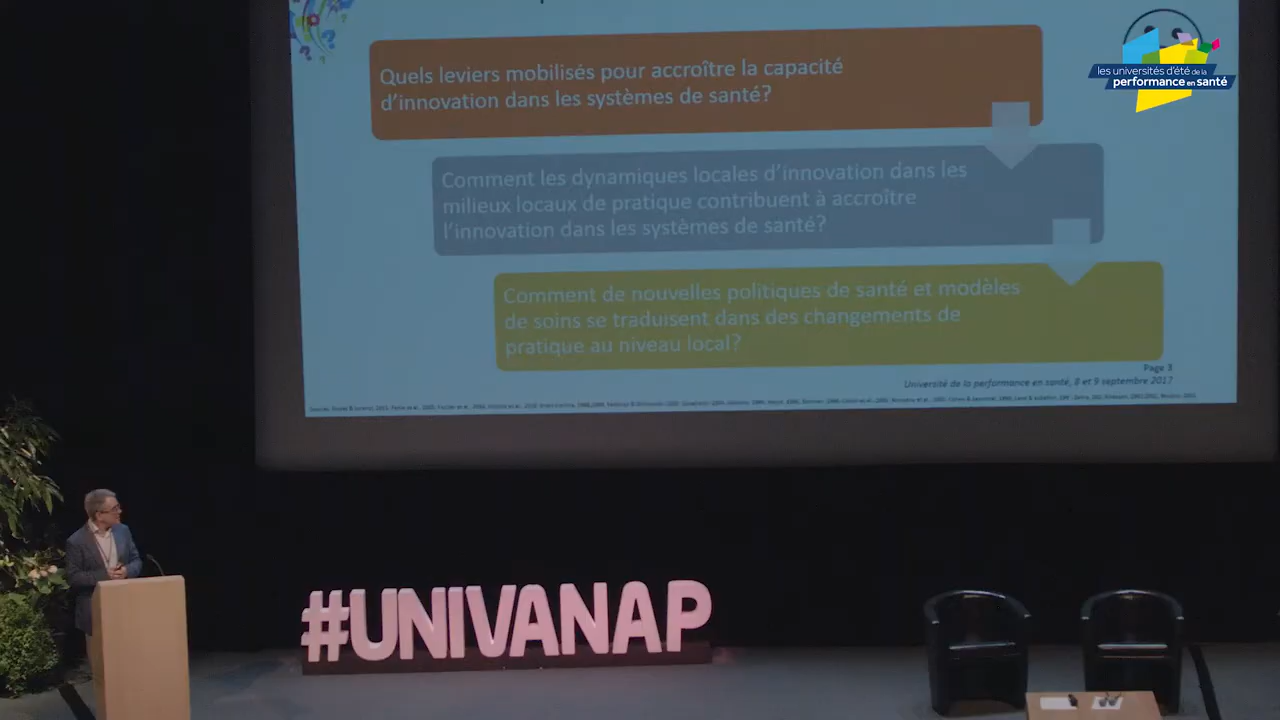 Quels leviers mobilisés pour accroître la capacité
d'innovation dans les systèmes de santé?
les universités d'été de la
performance en santé
Comment les dynamiques locales d'innovation dans les
milieux locaux de pratique contribuent à accroître
l'innovation dans les systèmes de santé?
Comment de nouvelles politiques de santé et modèles
de soins se traduisent dans des changements de
pratique au niveau local?
Page 3
Université de la performance en santé, 8 et 9 septembre 2017
#UNIVANAP